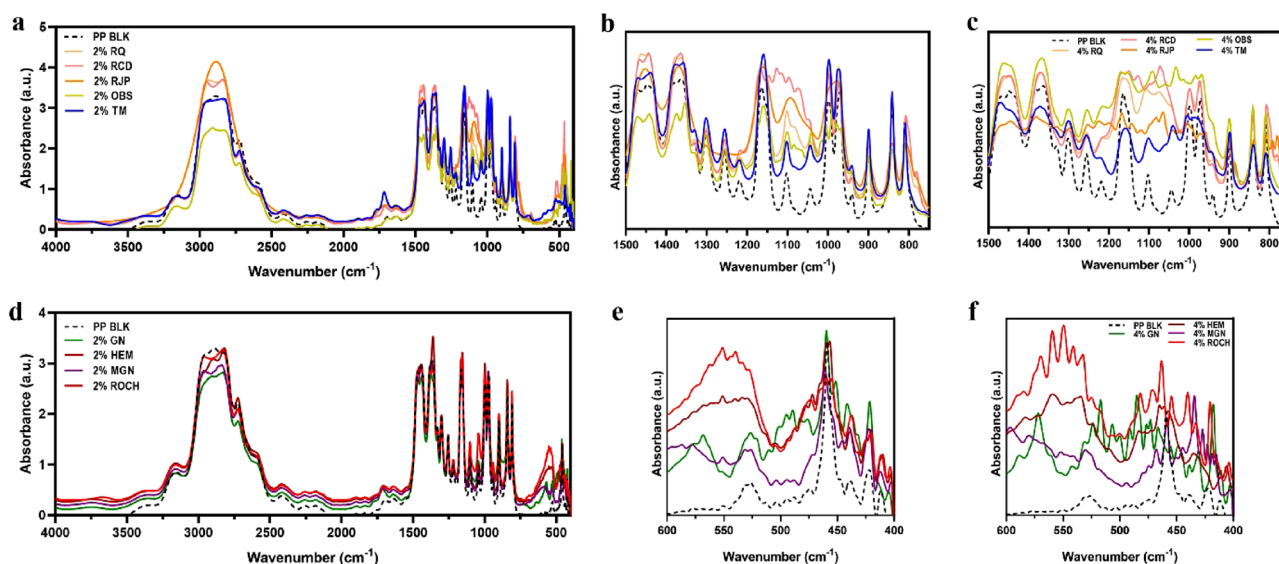 a
5
4
3
2
1
0
Absorbance (a.u.)
PP BLK
2% RQ
2% RCD
2% RJP
2% OBS
2% TM
4000 3500 3000 2500 2000 1500 1000 500
Wavenumber (cm-1)
b
Absorbance (a.u.)
1500 1400 1300 1200 1100 1000 900 800
Wavenumber (cm-1)
c
PP BLK 4% RCD 4% OBS
4% RQ 4% RJP 4% TM
Absorbance (a.u.)
1500 1400 1300 1200 1100 1000 900 800
Wavenumber (cm-1)
d
4
3
2
1
0
Absorbance (a.u.)
PP BLK
2% GN
2% HEM
2% MGN
2% ROCH
4000 3500 3000 2500 2000 1500 1000 500
Wavenumber (cm-1)
e
Absorbance (a.u.)
600 550 500 450 400
Wavenumber (cm-1)
f
PP BLK 4% HEM
4% GN 4% MGN
4% ROCH
Absorbance (a.u.)
600 550 500 450 400
Wavenumber (cm-1)